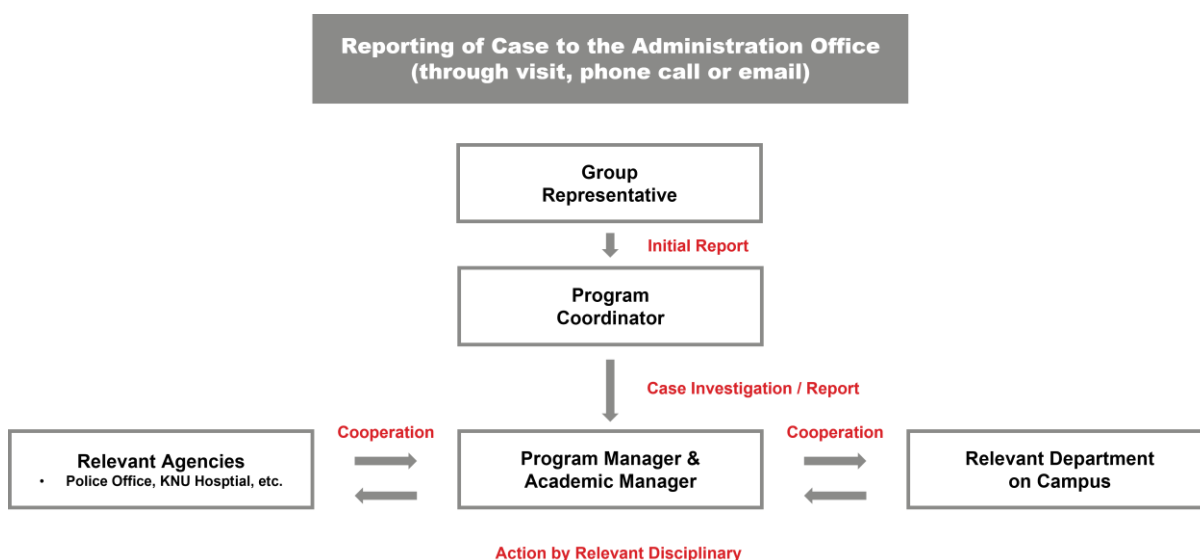 Reporting of Case to the Administration Office
(through visit, phone call or email)
Group
Representative
Initial Report
Program
Coordinator
Case Investigation / Report
Cooperation
Cooperation
Relevant Agencies
• Police Office, KNU Hosptial, etc.
Program Manager &
Academic Manager
Relevant Department
on Campus
Action by Relevant Disciplinary